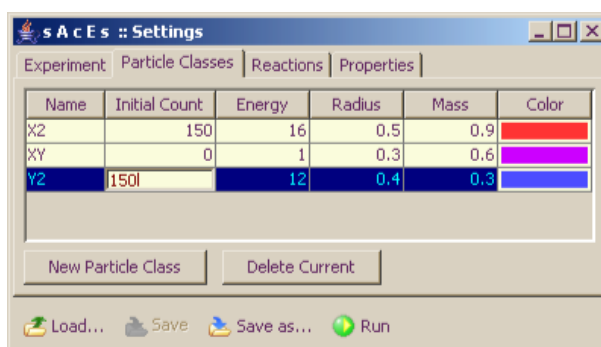 s A c E s :: Settings
Experiment Particle Classes Reactions Properties
Name Initial Count Energy Radius Mass Color
X2 150 16 0.5 0.9
XY 0 1 0.3 0.6
Y2 150 12 0.4 0.3
New Particle Class Delete Current
Load... Save Save as... Run